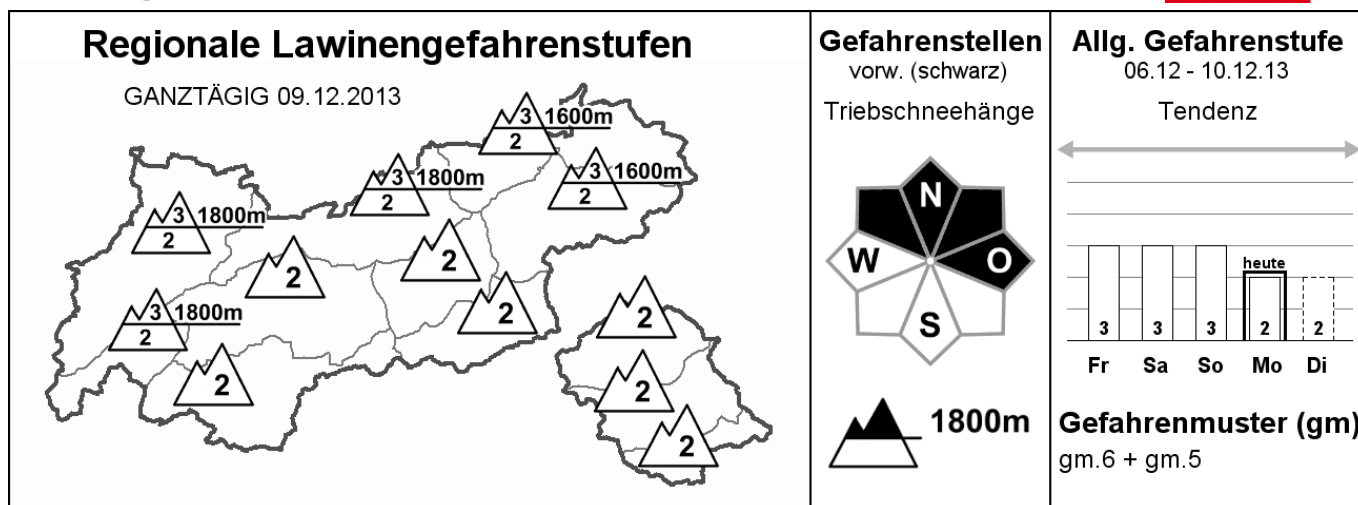 Regionale Lawinengefahrenstufen
GANZTÄGIG 09.12.2013
3 1600m
2
3 1800m
2
3 1600m
2
3 1800m
2
2
2
3 1800m
2
2
2
2
2
2
Gefahrenstellen
vorw. (schwarz)
Triebschneehänge
N
W
O
S
1800m
Allg. Gefahrenstufe
06.12 - 10.12.13
Tendenz
heute
3 3 3 2 2
Fr Sa So Mo Di
Gefahrenmuster (gm)
gm.6 + gm.5